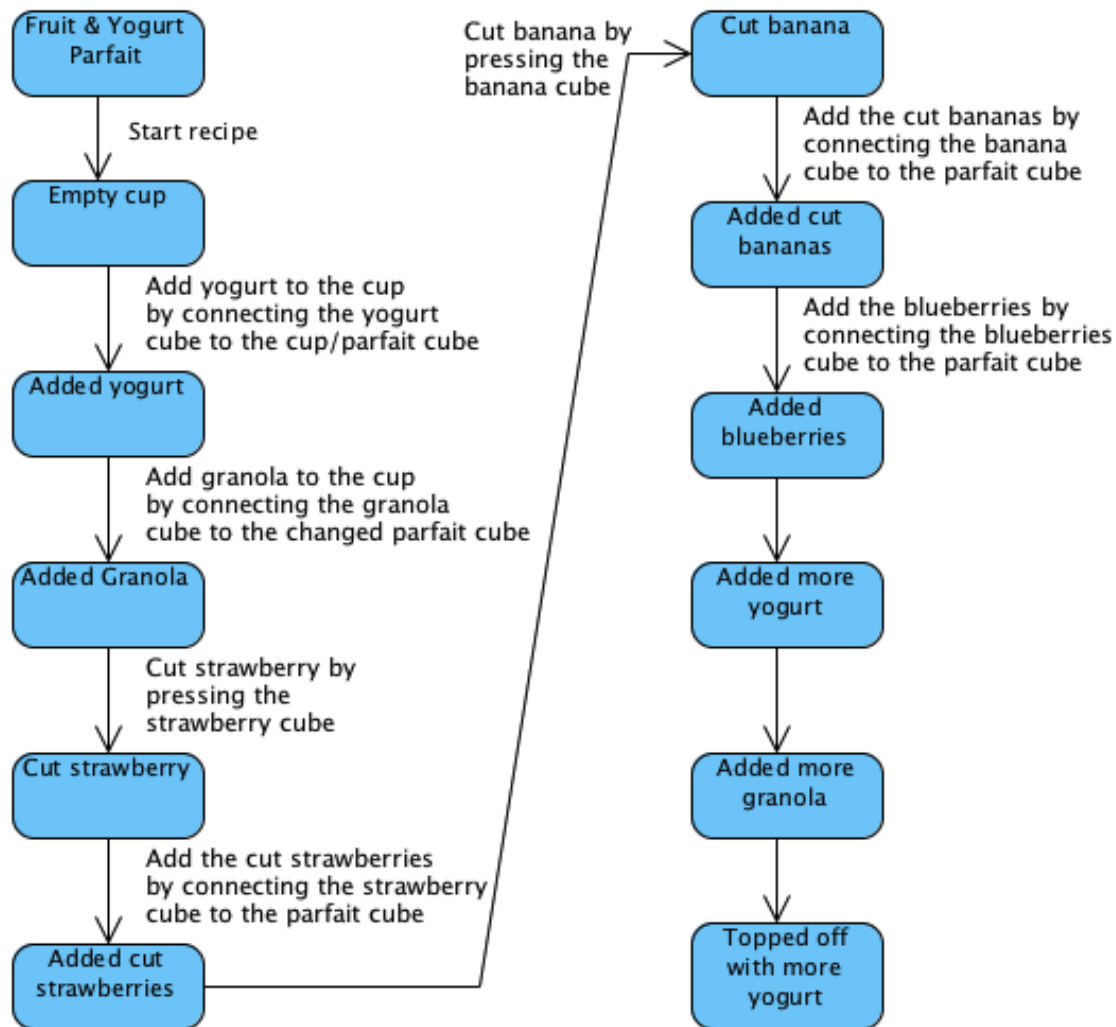 Fruit & Yogurt
Parfait
Start recipe
Empty cup
Add yogurt to the cup
by connecting the yogurt
cube to the cup/parfait cube
Added yogurt
Add granola to the cup
by connecting the granola
cube to the changed parfait cube
Added Granola
Cut strawberry by
pressing the
strawberry cube
Cut strawberry
Add the cut strawberries
by connecting the strawberry
cube to the parfait cube
Added cut
strawberries
Cut banana by
pressing the
banana cube
Cut banana
Add the cut bananas by
connecting the banana
cube to the parfait cube
Added cut
bananas
Add the blueberries by
connecting the blueberries
cube to the parfait cube
Added
blueberries
Added more
yogurt
Added more
granola
Topped off
with more
yogurt